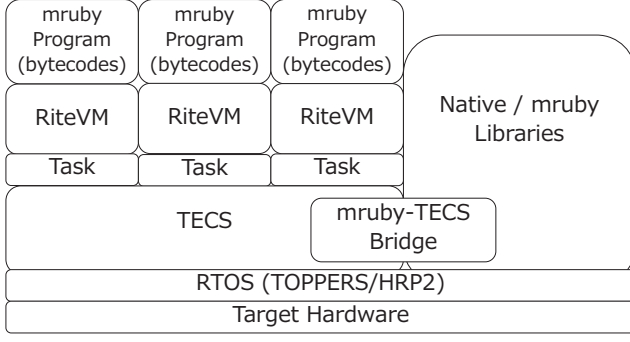 mruby
Program
(bytecodes)
mruby
Program
(bytecodes)
mruby
Program
(bytecodes)
RiteVM
RiteVM
RiteVM
Native / mruby
Libraries
Task
Task
Task
TECS
mruby-TECS
Bridge
RTOS (TOPPERS/HRP2)
Target Hardware